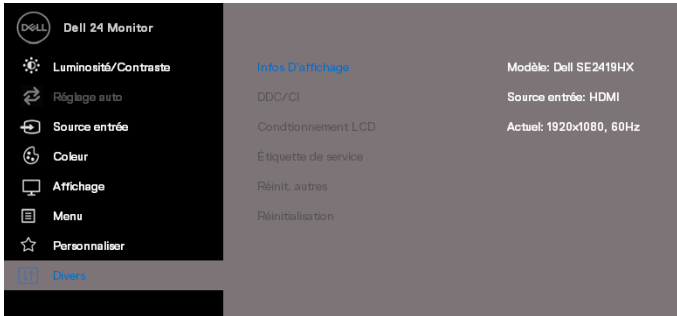 DELL Dell 24 Monitor
Luminosité/Contraste Infos D'affichage Modèle: Dell SE2419HX
Réglage auto DDC/CI Source entrée: HDMI
Source entrée Condtionnement LCD Actuel: 1920x1080, 60Hz
Coleur Étiquette de service
Affichage Réinit. autres
Menu Réinitialisation
Personnaliser
Divers